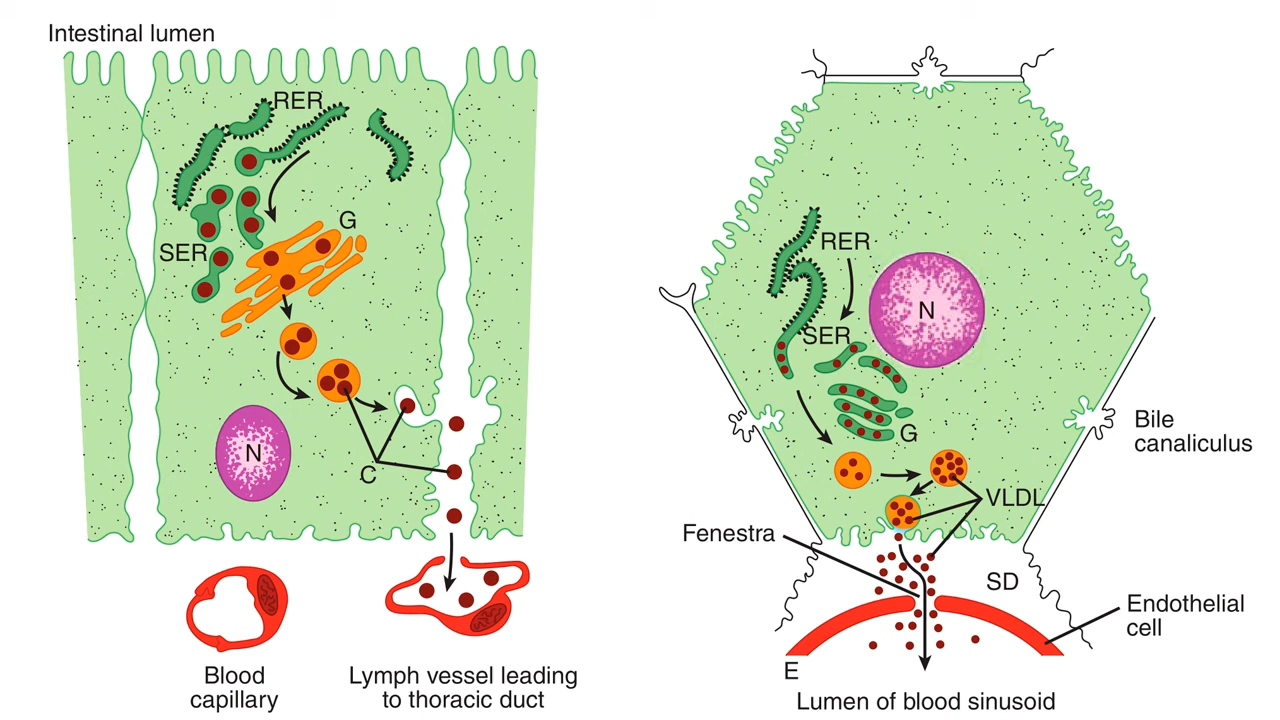 Intestinal lumen
RER
G
SER
N
C
Blood
capillary
Lymph vessel leading
to thoracic duct
RER
N
SER
G
Bile
canaliculus
VLDL
Fenestra
SD
Endothelial
cell
E
Lumen of blood sinusoid